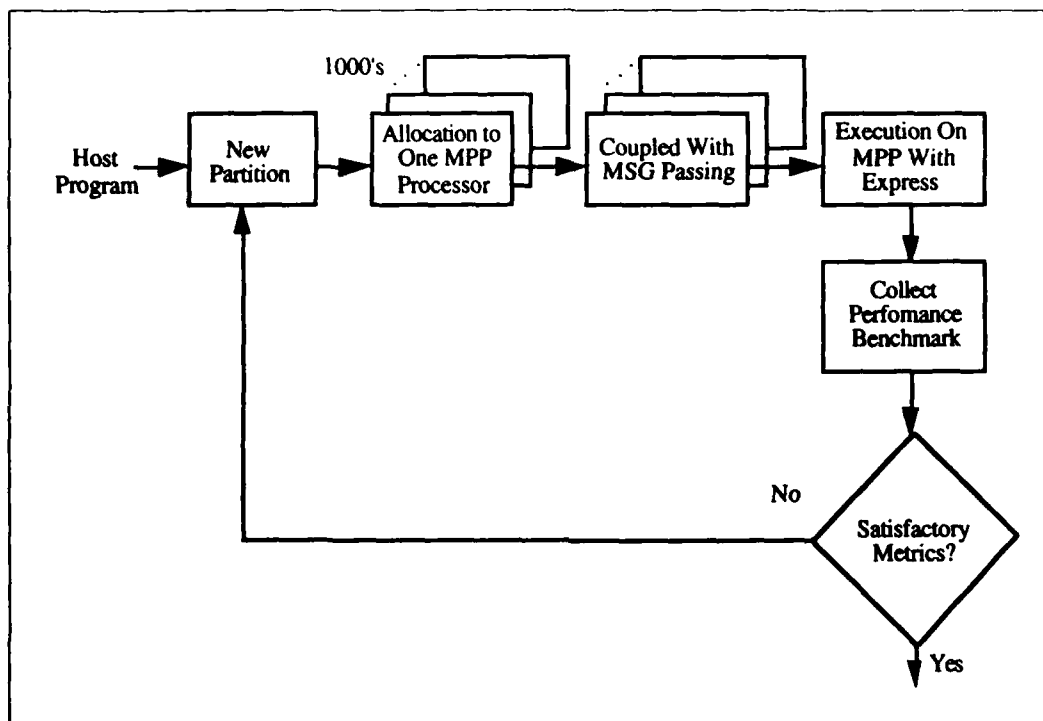 1000's
Host
Program
New
Partition
Allocation to
One MPP
Processor
Coupled With
MSG Passing
Execution On
MPP With
Express
Collect
Perfomance
Benchmark
Satisfactory
Metrics?
No
Yes